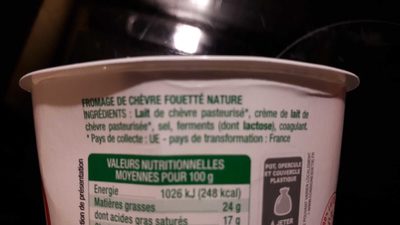 FROMAGE DE CHÈVRE FOUETTÉ NATURE
INGRÉDIENTS : Lait de chèvre pasteurisé*, crème de lait de
chèvre pasteurisée*, sel, ferments (dont lactose), coagulant.
* Pays de collecte : UE - pays de transformation : France
VALEURS NUTRITIONNELLES
MOYENNES POUR 100 g
Energie 1026 kJ (248 kcal)
Matières grasses 24 g
dont acides gras saturés 17 g
POT, OPERCULE
ET COUVERCLE
PLASTIQUE
À JETER
de présentation